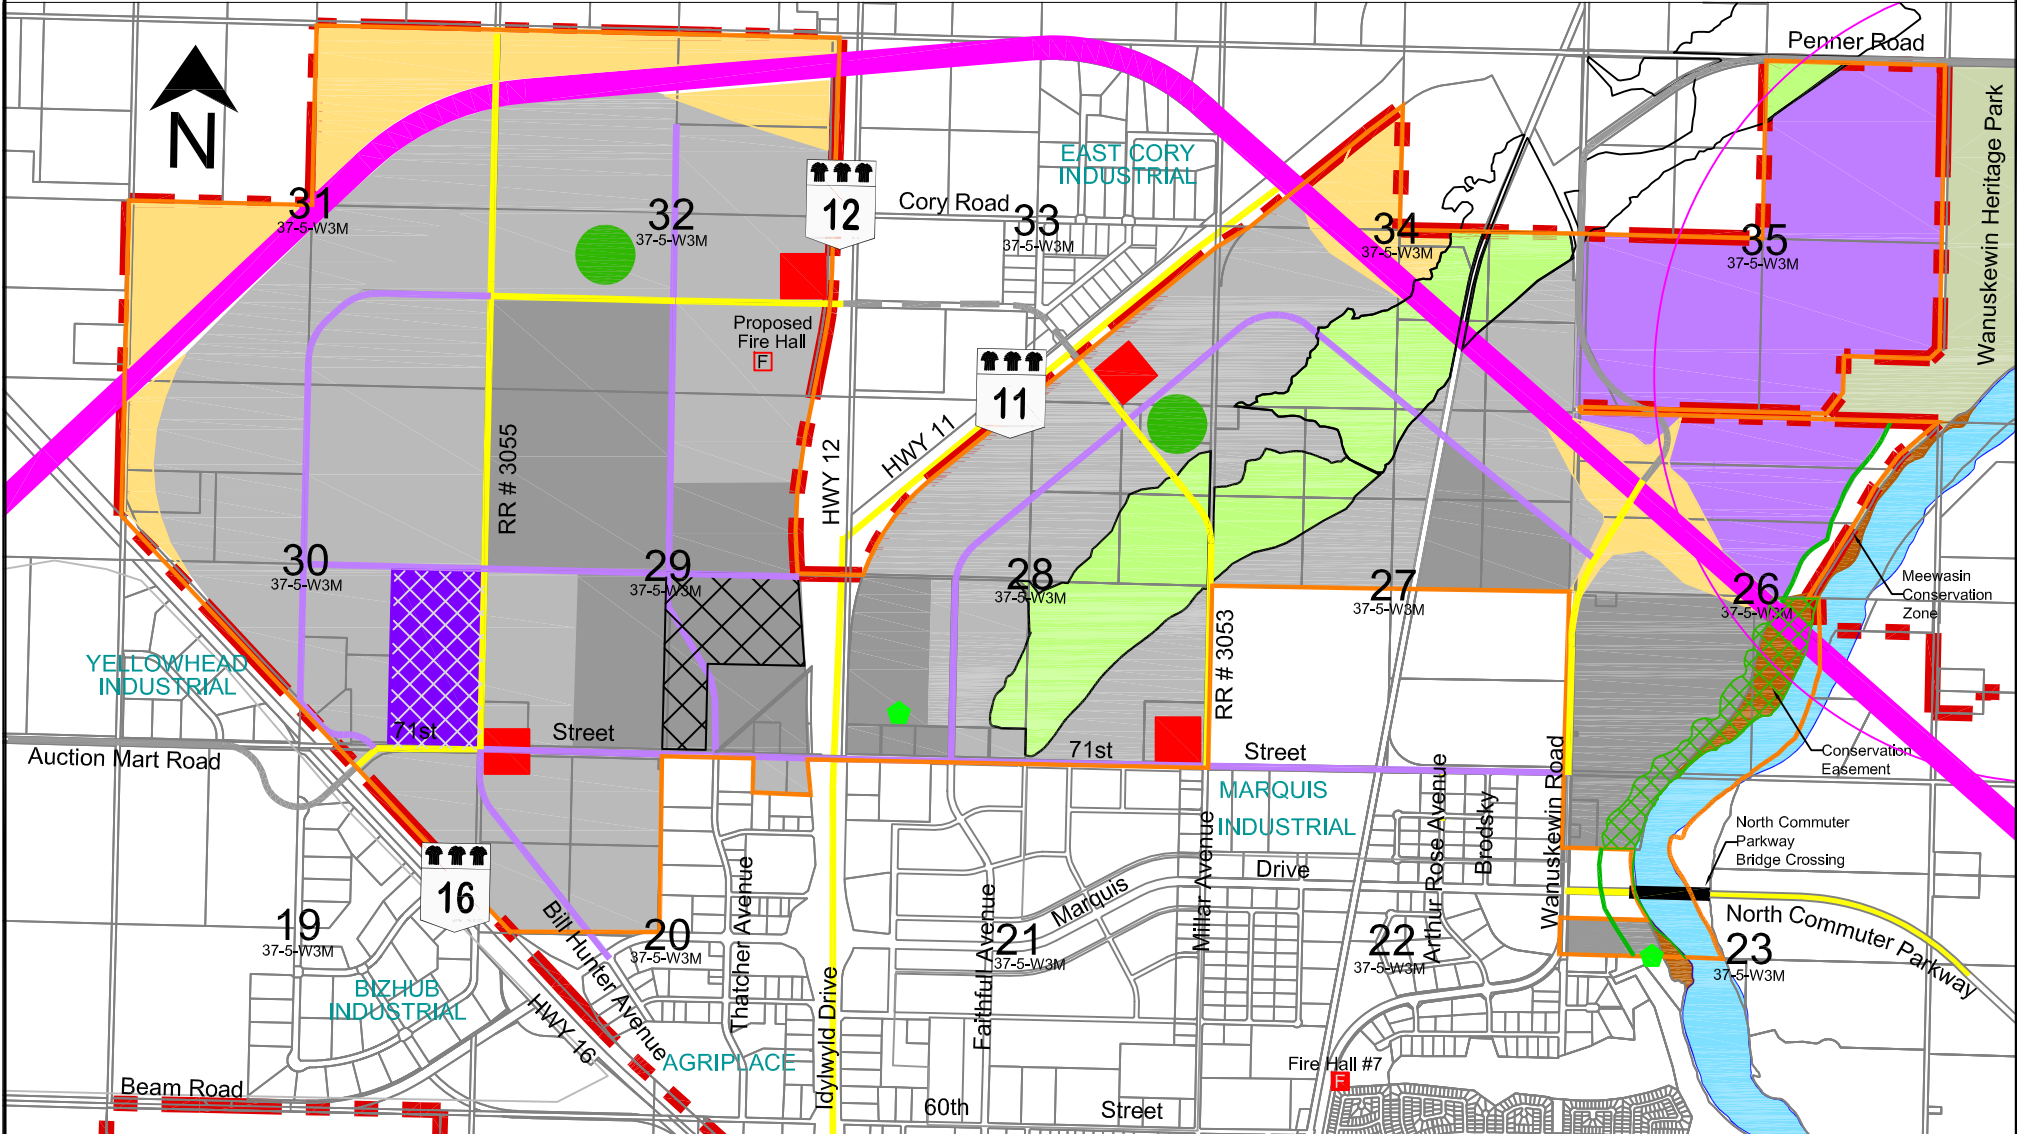 Penner Road
Wanuskewin Heritage Park
N
EAST CORY
INDUSTRIAL
12
Cory Road
31
37-5-W3M
32
37-5-W3M
33
37-5-W3M
34
37-5-W3M
35
37-5-W3M
Proposed
Fire Hall
F
11
HWY 11
HWY 12
RR # 3055
30
37-5-W3M
29
37-5-W3M
28
37-5-W3M
27
37-5-W3M
26
37-5-W3M
Meewasin
Conservation
Zone
RR # 3053
YELLOWHEAD
INDUSTRIAL
71st
Street
71st
Street
Auction Mart Road
Conservation
Easement
MARQUIS
INDUSTRIAL
Wanuskewin Road
Arthur Rose Avenue
Brodsky
Millar Avenue
North Commuter
Parkway
Bridge Crossing
16
Drive
Marquis
Thatcher Avenue
Faithfull Avenue
Bill Hunter Avenue
19
37-5-W3M
20
37-5-W3M
21
37-5-W3M
22
37-5-W3M
23
37-5-W3M
North Commuter Parkway
BIZHUB
INDUSTRIAL
HWY 16
Idylwyld Drive
AGRIPLACE
Fire Hall #7
F
Beam Road
60th
Street